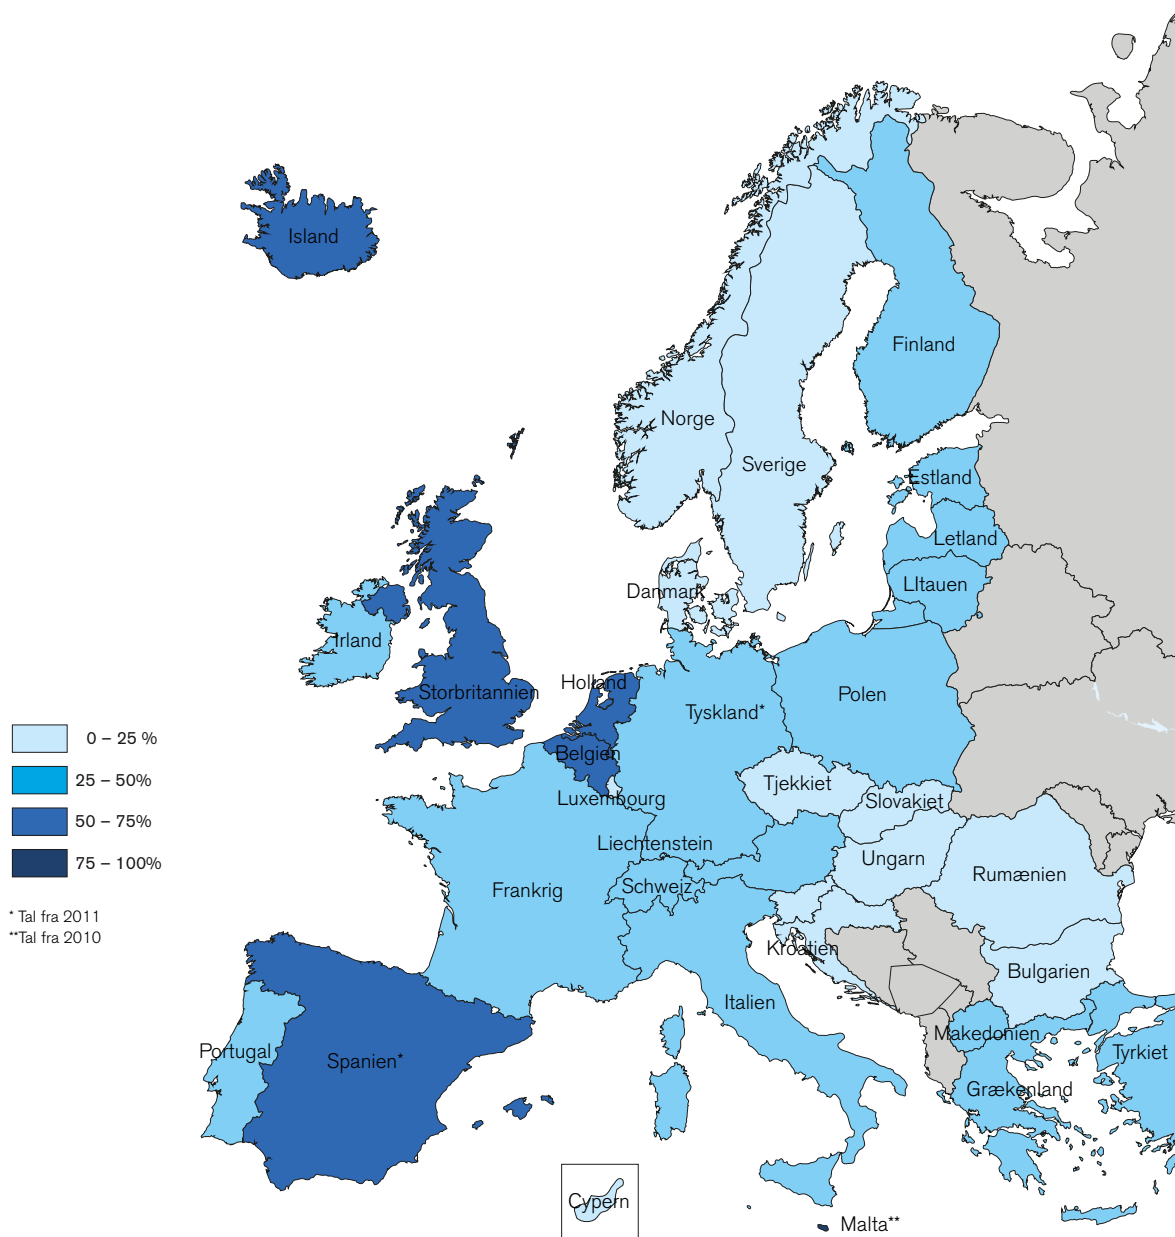 Island
Finland
Norge
Sverige
Estland
Letland
LItauen
Danmark
Irland
Holland
Storbritannien
Polen
Tyskland*
0 – 25 %
25 – 50%
50 – 75%
75 – 100%
* Tal fra 2011
**Tal fra 2010
Belgien
Tjekkiet
Luxembourg
Slovakiet
Liechtenstein
Ungarn
Rumænien
Frankrig
Schweiz
Kroatien
Bulgarien
Italien
Makedonien
Portugal
Spanien*
Tyrkiet
Grækenland
Cypern
Malta**